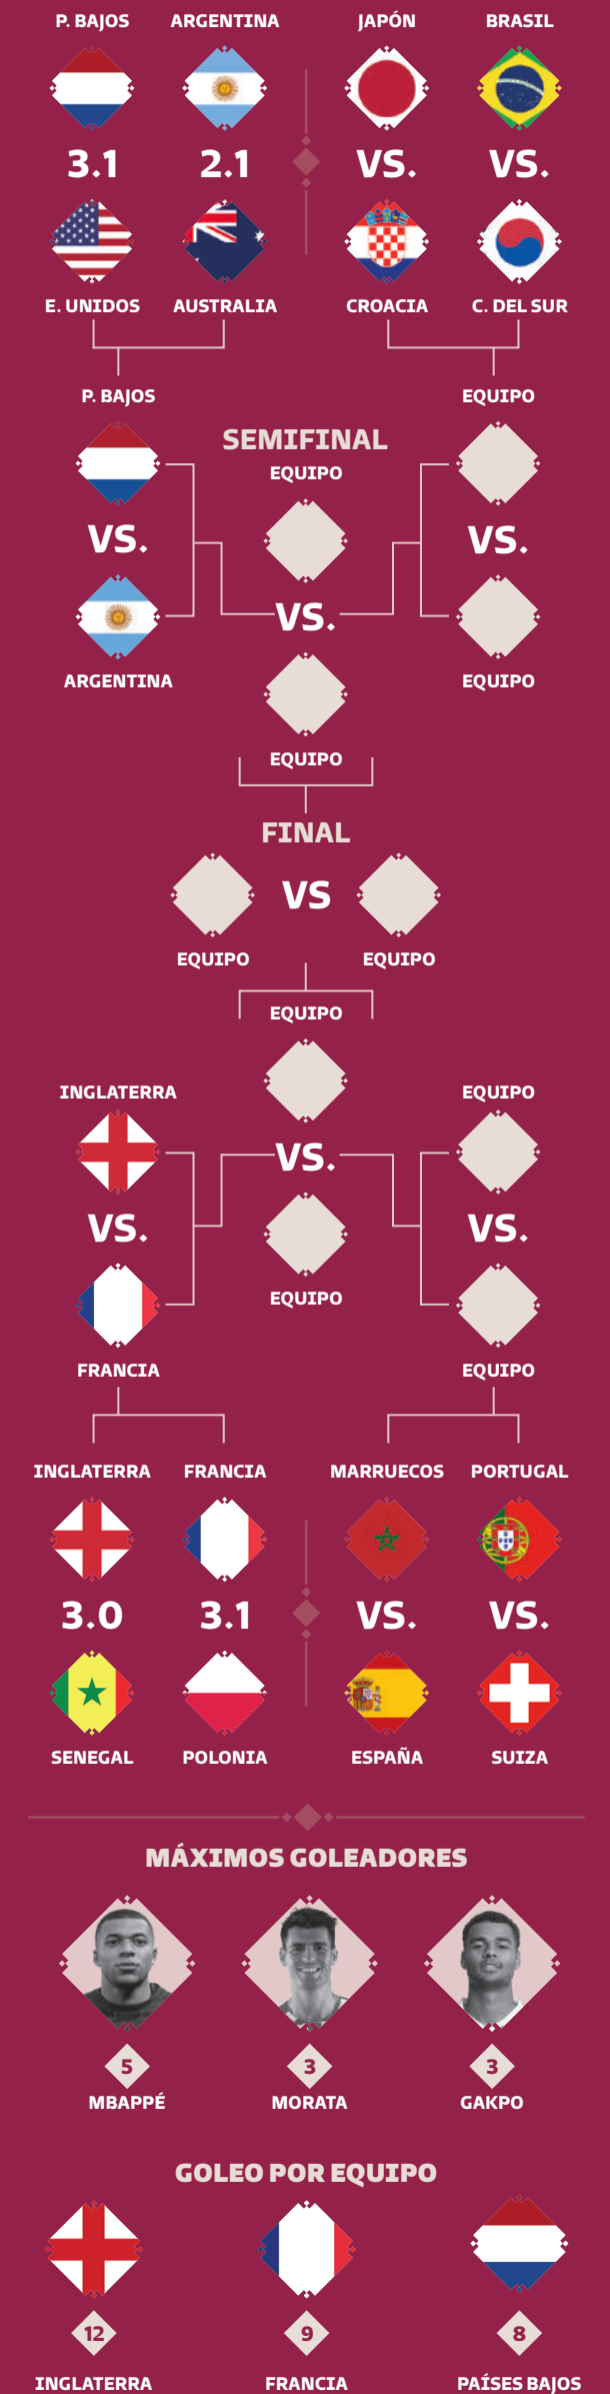 P. BAJOS ARGENTINA JAPÓN BRASIL
3.1 2.1 VS. VS.
E. UNIDOS AUSTRALIA CROACIA C. DEL SUR
P. BAJOS EQUIPO
SEMIFINAL
EQUIPO
VS. VS.
VS.
ARGENTINA EQUIPO
EQUIPO
FINAL
VS
EQUIPO EQUIPO
EQUIPO
INGLATERRA EQUIPO
VS.
VS. VS.
EQUIPO
FRANCIA EQUIPO
INGLATERRA FRANCIA MARRUECOS PORTUGAL
3.0 3.1 VS. VS.
SENEGAL POLONIA ESPAÑA SUIZA
MÁXIMOS GOLEADORES
5 3 3
MBAPPÉ MORATA GAKPO
GOLEO POR EQUIPO
12 9 8
INGLATERRA FRANCIA PAÍSES BAJOS